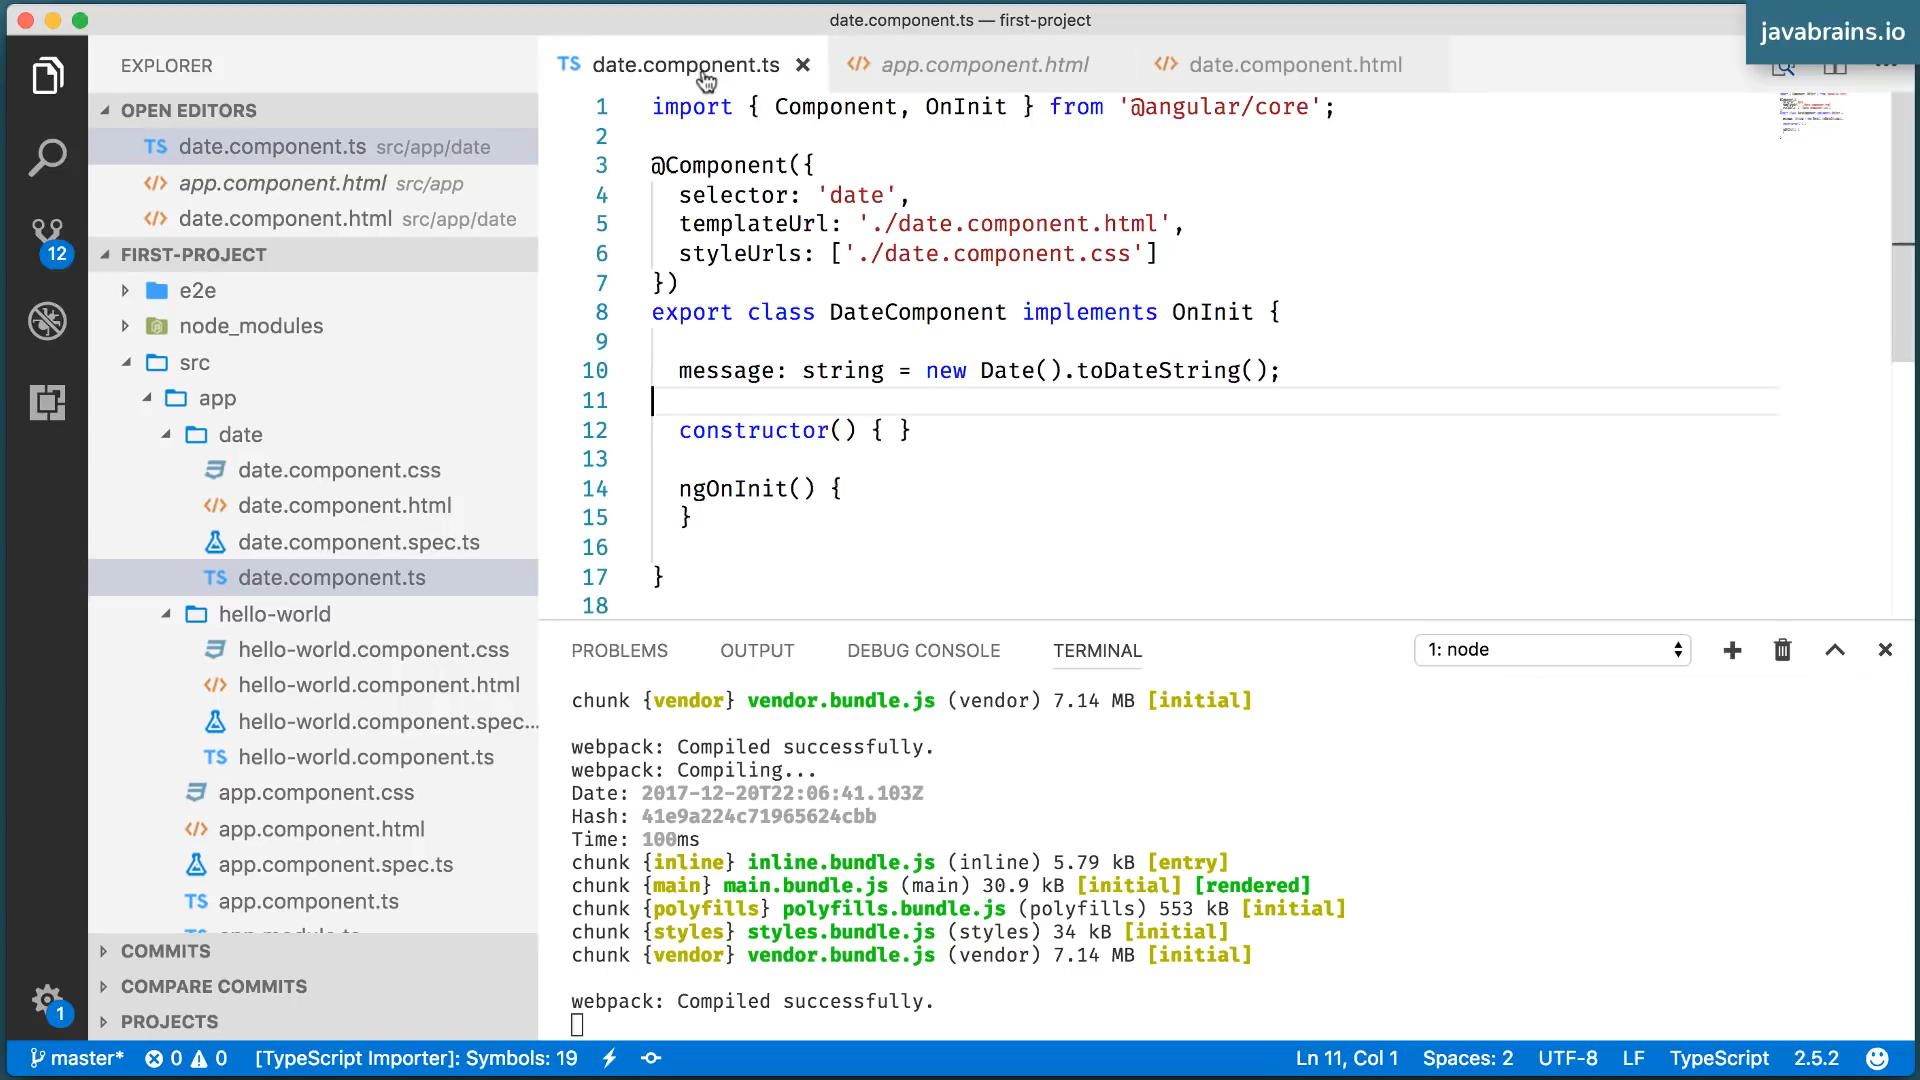 date.component.ts — first-project
javabrains.io
EXPLORER
OPEN EDITORS
TS date.component.ts src/app/date
</> app.component.html src/app
</> date.component.html src/app/date
12
FIRST-PROJECT
e2e
node_modules
src
app
date
date.component.css
</> date.component.html
date.component.spec.ts
TS date.component.ts
hello-world
hello-world.component.css
</> hello-world.component.html
hello-world.component.spec...
TS hello-world.component.ts
app.component.css
</> app.component.html
app.component.spec.ts
TS app.component.ts
COMMITS
COMPARE COMMITS
PROJECTS
1
TS date.component.ts
</> app.component.html
</> date.component.html
1 import { Component, OnInit } from '@angular/core';
2
3 @Component({
4 selector: 'date',
5 templateUrl: './date.component.html',
6 styleUrls: ['./date.component.css']
7 })
8 export class DateComponent implements OnInit {
9
10 message: string = new Date().toDateString();
11
12 constructor() { }
13
14 ngOnInit() {
15 }
16
17 }
18
PROBLEMS OUTPUT DEBUG CONSOLE TERMINAL 1: node
chunk {vendor} vendor.bundle.js (vendor) 7.14 MB [initial]
webpack: Compiled successfully.
webpack: Compiling...
Date: 2017-12-20T22:06:41.103Z
Hash: 41e9a224c71965624cbb
Time: 100ms
chunk {inline} inline.bundle.js (inline) 5.79 kB [entry]
chunk {main} main.bundle.js (main) 30.9 kB [initial] [rendered]
chunk {polyfills} polyfills.bundle.js (polyfills) 553 kB [initial]
chunk {styles} styles.bundle.js (styles) 34 kB [initial]
chunk {vendor} vendor.bundle.js (vendor) 7.14 MB [initial]
webpack: Compiled successfully.
master* 0 0 [TypeScript Importer]: Symbols: 19 Ln 11, Col 1 Spaces: 2 UTF-8 LF TypeScript 2.5.2